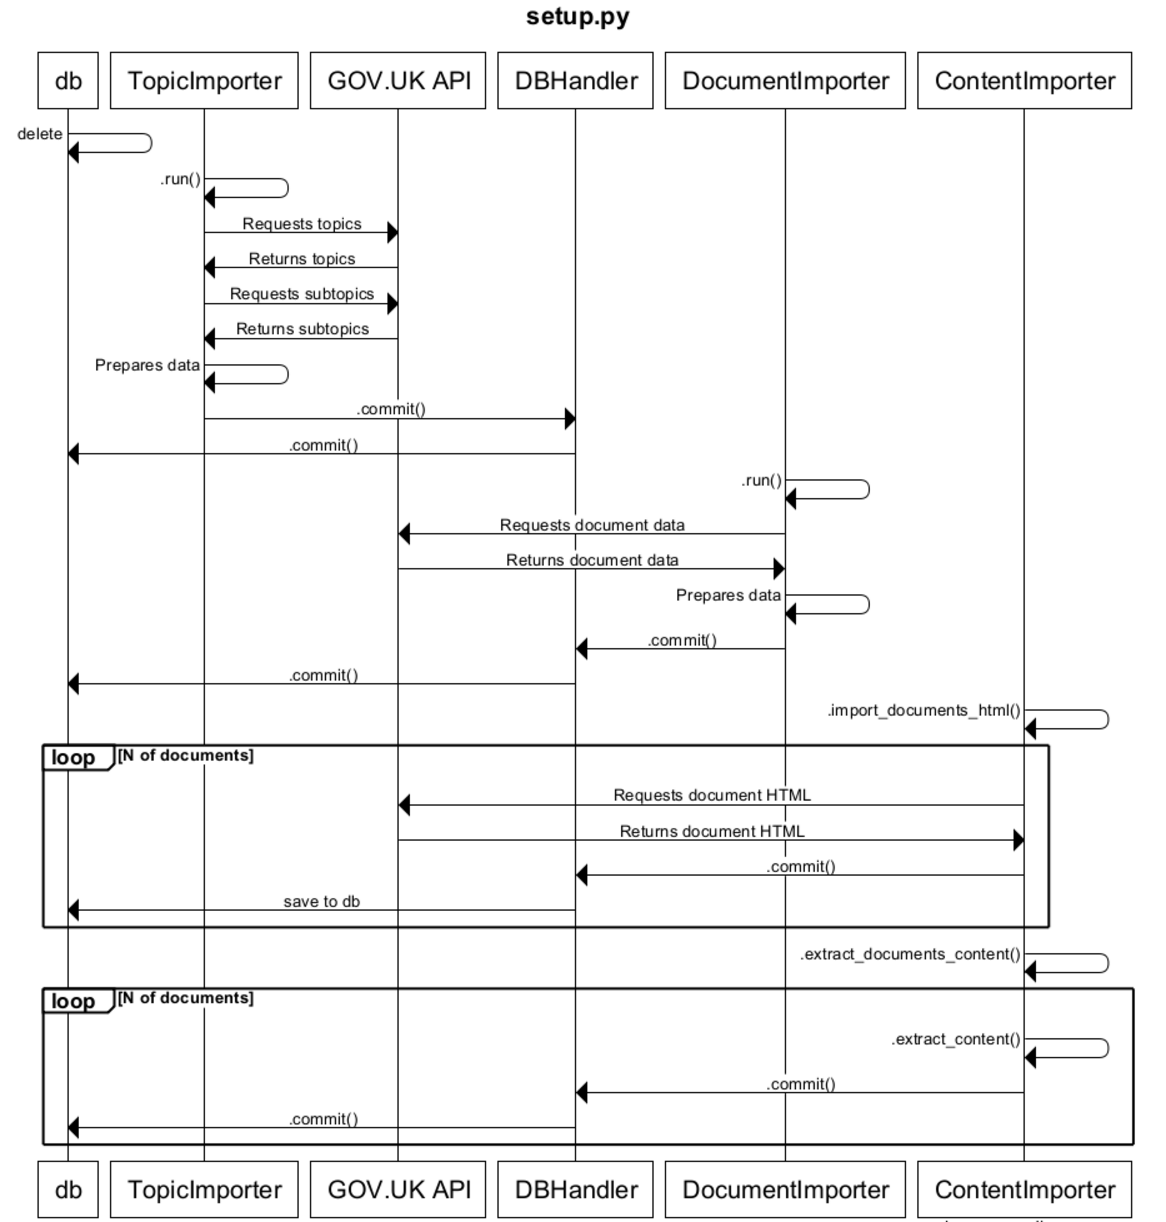 setup.py
db
TopicImporter
GOV.UK API
DBHandler
DocumentImporter
ContentImporter
delete
.run()
Requests topics
Returns topics
Requests subtopics
Returns subtopics
Prepares data
.commit()
.commit()
.run()
Requests document data
Returns document data
Prepares data
.commit()
.commit()
.import_documents_html()
loop [N of documents]
Requests document HTML
Returns document HTML
.commit()
save to db
.extract_documents_content()
loop [N of documents]
.extract_content()
.commit()
.commit()
db
TopicImporter
GOV.UK API
DBHandler
DocumentImporter
ContentImporter